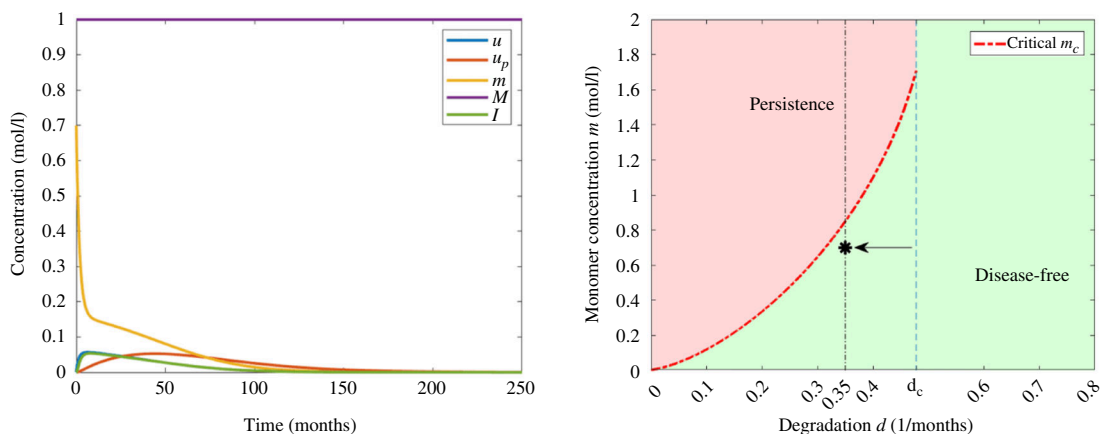 1
0.9
0.8
0.7
0.6
0.5
0.4
0.3
0.2
0.1
0
Concentration (mol/l)
0 50 100 150 200 250
Time (months)
u
u_p
m
M
I
2
1.8
1.6
1.4
1.2
1
0.8
0.6
0.4
0.2
0
Monomer concentration m (mol/l)
Critical m_c
Persistence
Disease-free
0 0.1 0.2 0.3 0.35 0.4 d_c 0.6 0.7 0.8
Degradation d (1/months)